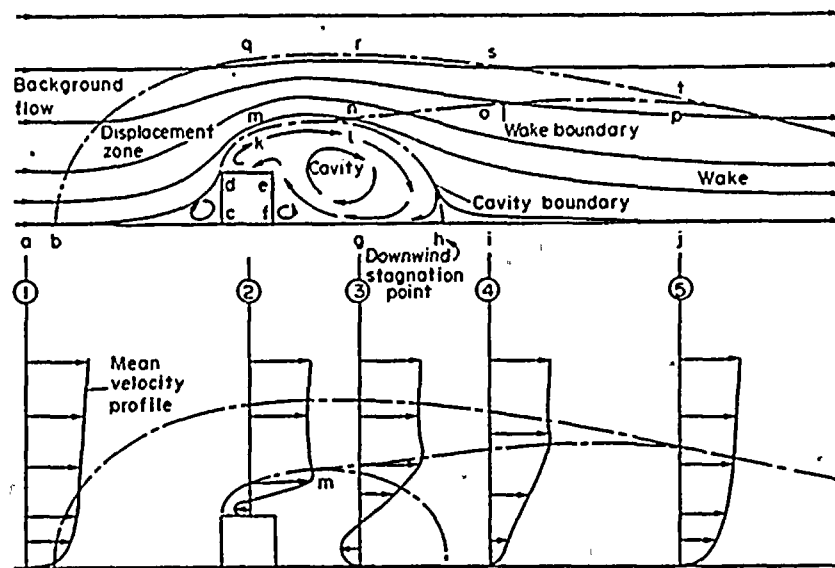 q r s
Background
flow
t
m n
Displacement
zone
o Wake boundary p
k l
Cavity
Wake
d e
Cavity boundary
c f
a b g h i j
Downwind
stagnation
point
1 2 3 4 5
Mean
velocity
profile
m